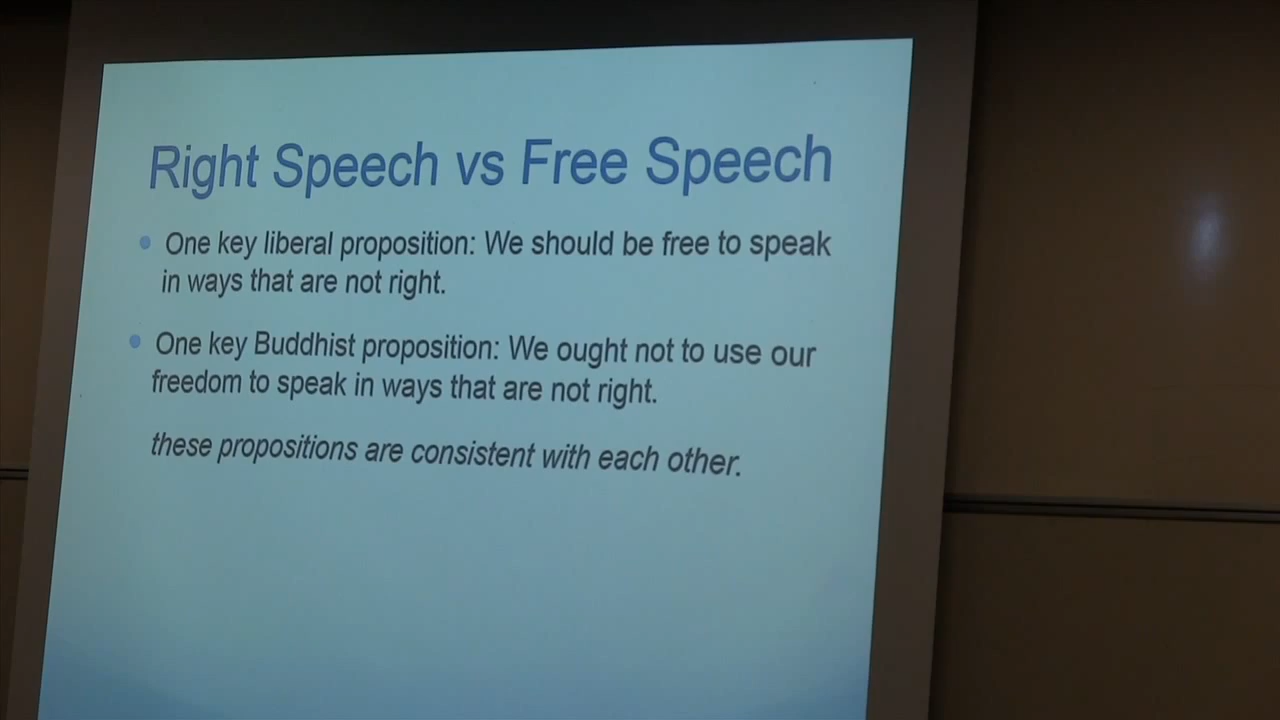 Right Speech vs Free Speech
One key liberal proposition: We should be free to speak
in ways that are not right.
One key Buddhist proposition: We ought not to use our
freedom to speak in ways that are not right.
these propositions are consistent with each other.